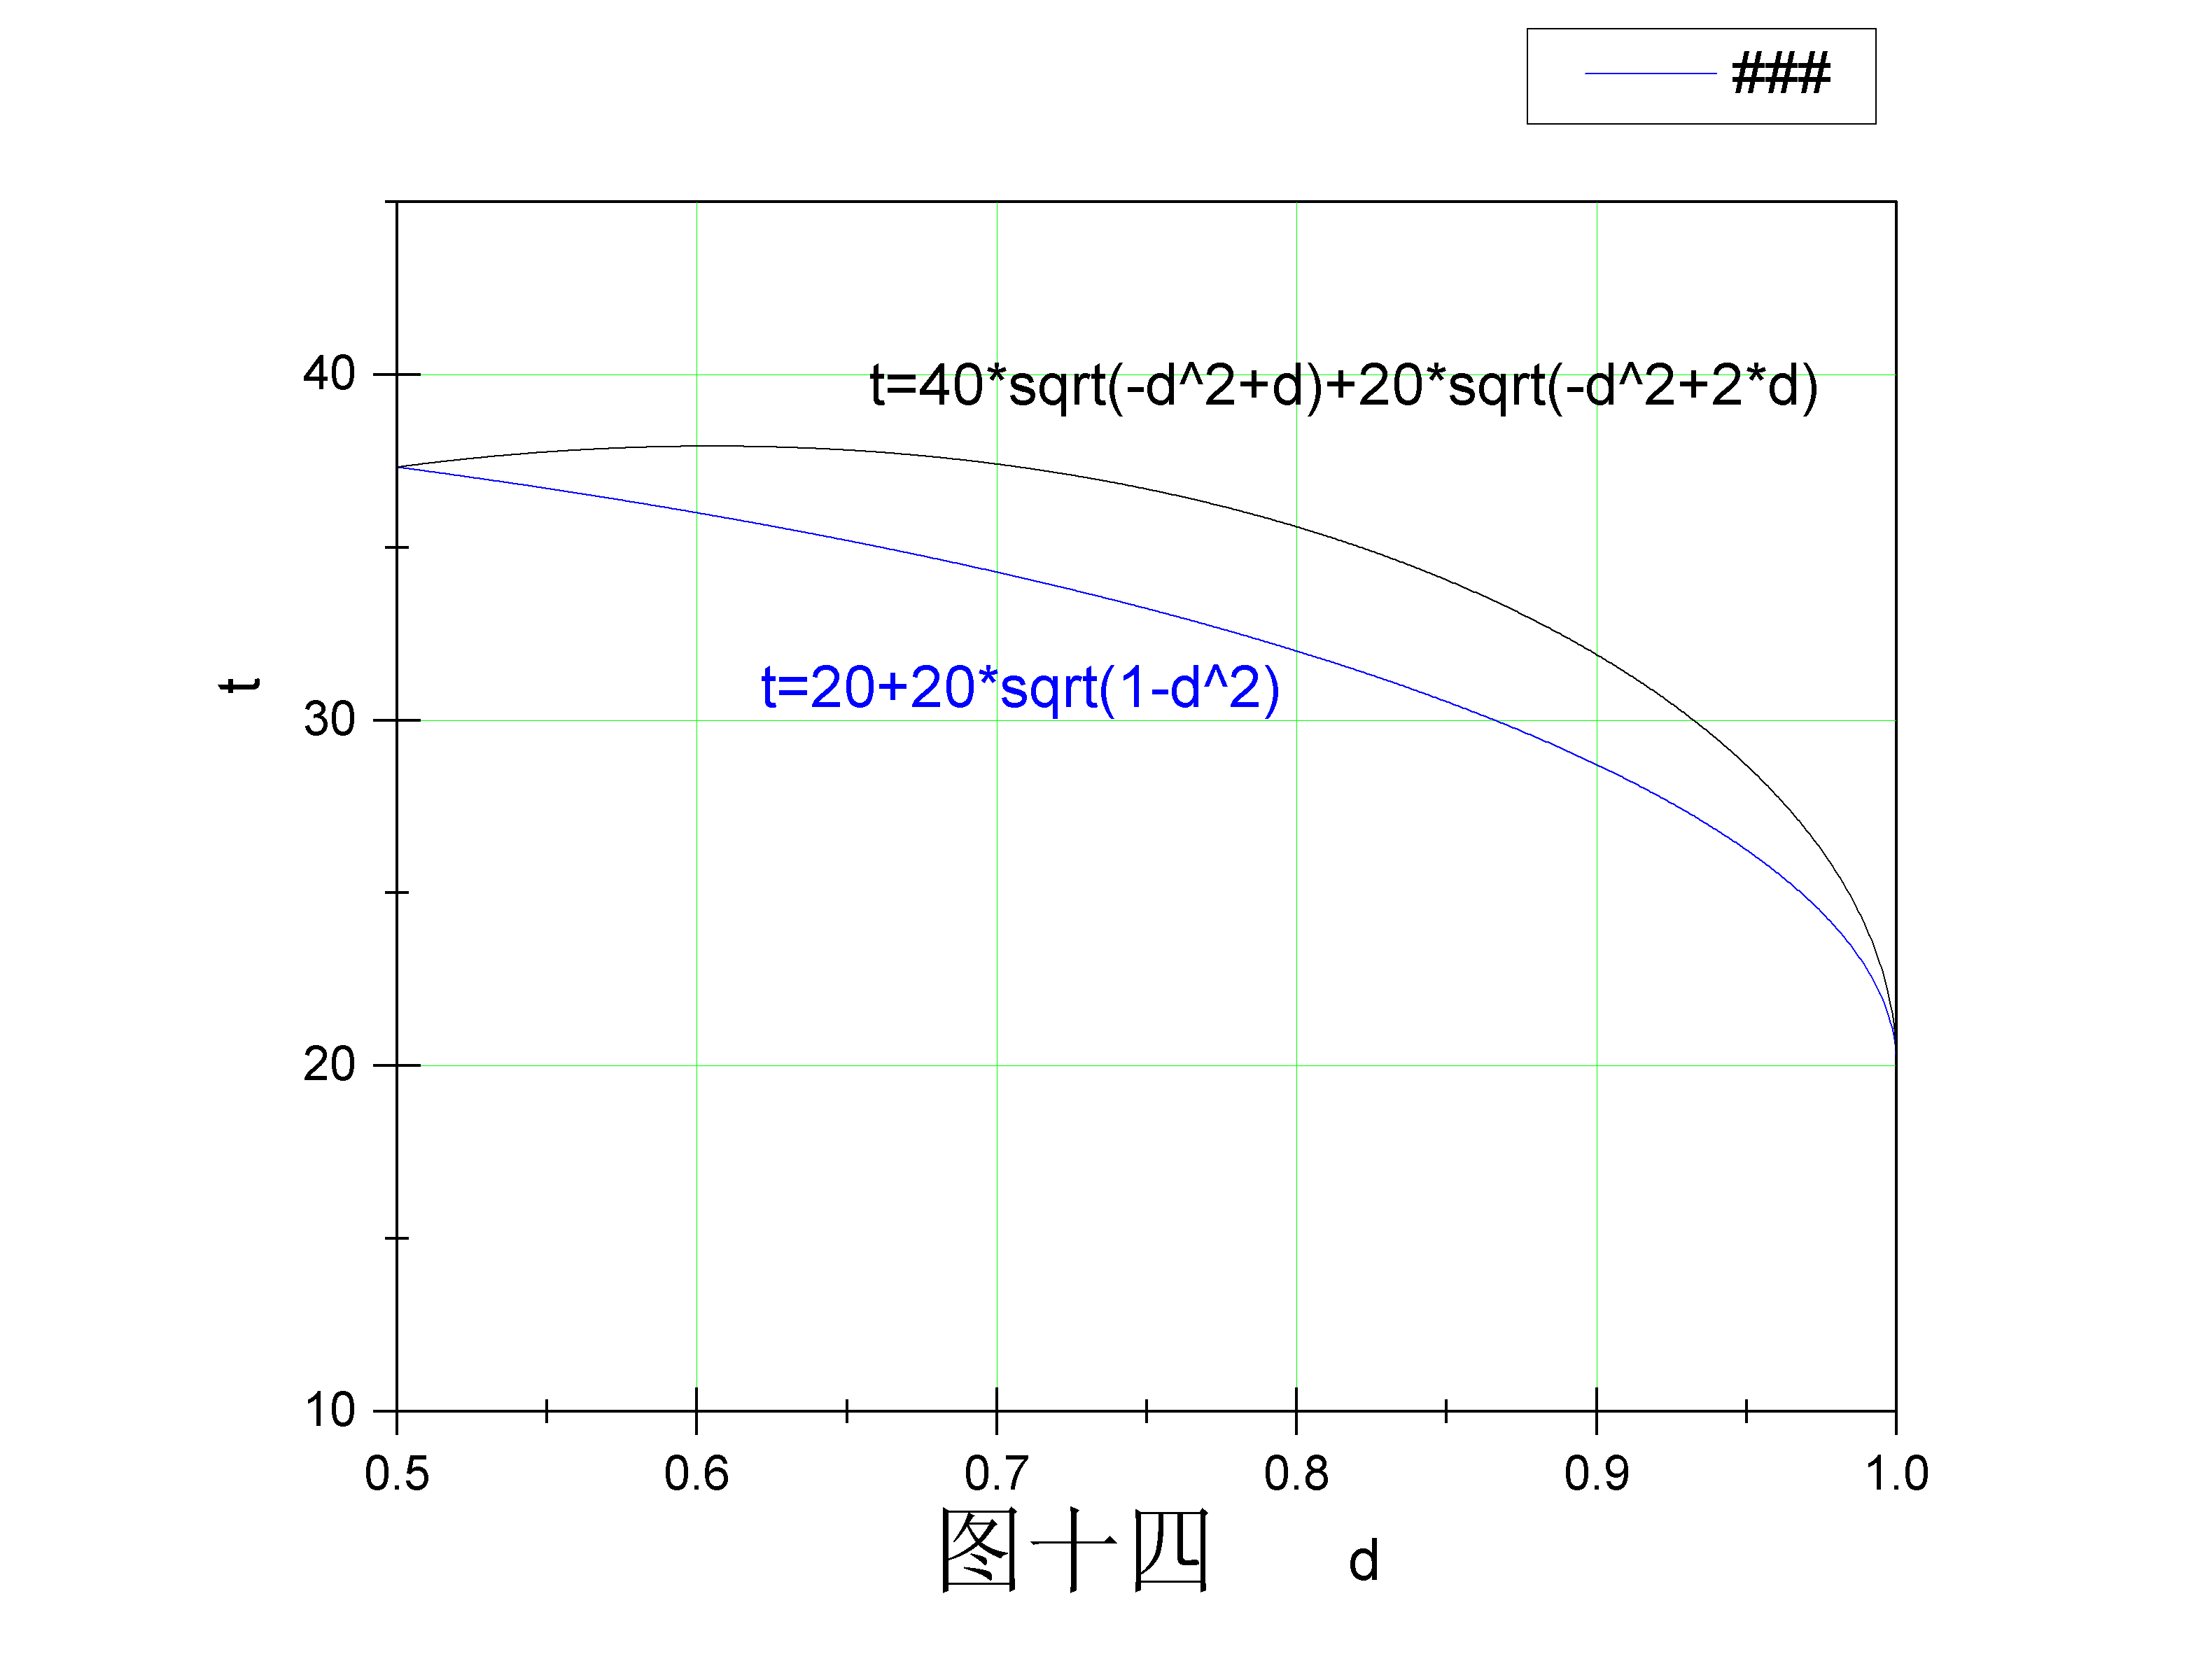 ###
t=40*sqrt(-d^2+d)+20*sqrt(-d^2+2*d)
t=20+20*sqrt(1-d^2)
t
40
30
20
10
0.5 0.6 0.7 0.8 0.9 1.0
图十四 d